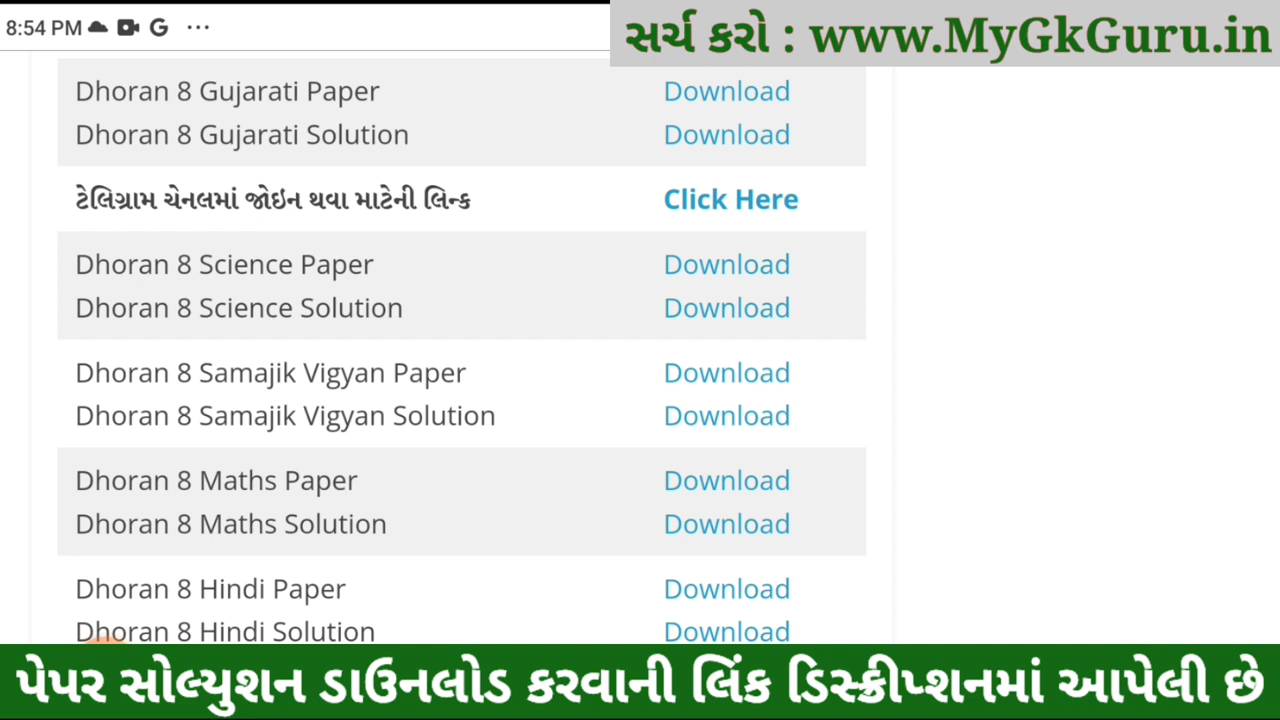 8:54 PM
સર્ચ કરો : www.MyGkGuru.in
Dhoran 8 Gujarati Paper Download
Dhoran 8 Gujarati Solution Download
ટેલિગ્રામ ચેનલમાં જોઇન થવા માટેની લિન્ક Click Here
Dhoran 8 Science Paper Download
Dhoran 8 Science Solution Download
Dhoran 8 Samajik Vigyan Paper Download
Dhoran 8 Samajik Vigyan Solution Download
Dhoran 8 Maths Paper Download
Dhoran 8 Maths Solution Download
Dhoran 8 Hindi Paper Download
Dhoran 8 Hindi Solution Download
પેપર સોલ્યુશન ડાઉનલોડ કરવાની લિંક ડિસ્ક્રીપ્શનમાં આપેલી છે